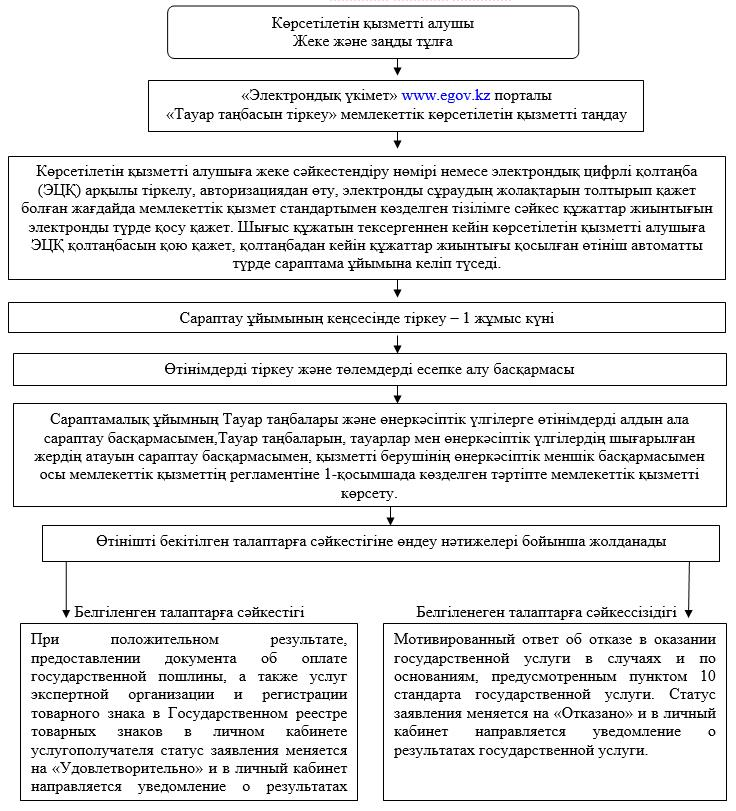 Көрсетілетін қызметті алушы
Жеке және заңды тұлға
«Электрондық үкімет» www.egov.kz порталы
«Тауар таңбасын тіркеу» мемлекеттік көрсетілетін қызметті таңдау
Көрсетілетін қызметті алушыға жеке сәйкестендіру нөмірі немесе электрондық цифрлі қолтаңба
(ЭЦҚ) арқылы тіркелу, авторизациядан өту, электронды сұраудың жолақтарын толтырып қажет
болған жағдайда мемлекеттік қызмет стандартымен көзделген тізілімге сәйкес құжаттар жиынтығын
электронды түрде қосу қажет. Шығыс құжатын тексергеннен кейін көрсетілетін қызметті алушыға
ЭЦҚ қолтаңбасын қою қажет, қолтаңбадан кейін құжаттар жиынтығы қосылған өтініш автоматты
түрде сараптама ұйымына келіп түседі.
Сараптау ұйымының кеңсесінде тіркеу – 1 жұмыс күні
Өтінімдерді тіркеу және төлемдерді есепке алу басқармасы
Сараптамалық ұйымның Тауар таңбалары және өнеркәсіптік үлгілерге өтінімдерді алдын ала
сараптау басқармасымен,Тауар таңбаларын, тауарлар мен өнеркәсіптік үлгілердің шығарылған
жердің атауын сараптау басқармасымен, қызметті берушінің өнеркәсіптік меншік басқармасымен
осы мемлекеттік қызметтің регламентіне 1-қосымшада көзделген тәртіпте мемлекеттік қызметті
көрсету.
Өтінішті бекітілген талаптарға сәйкестігіне өңдеу нәтижелері бойынша жолданады
Белгіленген талаптарға сәйкестігі
Белгіленеген талаптарға сәйкессізідігі
При положительном результате,
предоставлении документа об оплате
государственной пошлины, а также услуг
экспертной организации и регистрации
товарного знака в Государственном реестре
товарных знаков в личном кабинете
услугополучателя статус заявления меняется
на «Удовлетворительно» и в личный кабинет
направляется уведомление о результатах
Мотивированный ответ об отказе в оказании
государственной услуги в случаях и по
основаниям, предусмотренным пунктом 10
стандарта государственной услуги. Статус
заявления меняется на «Отказано» и в личный
кабинет направляется уведомление о
результатах государственной услуги.